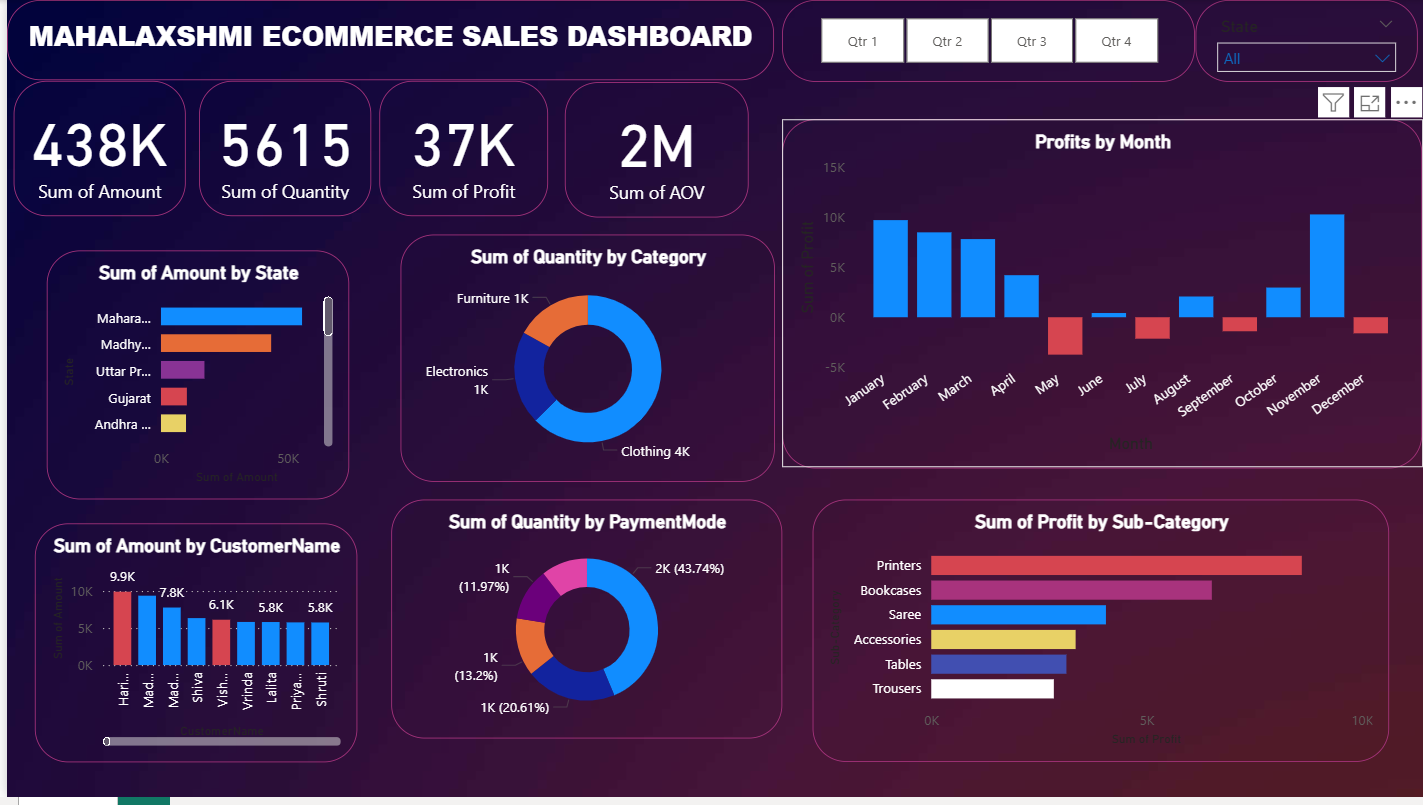 MAHALAXSHMI ECOMMERCE SALES DASHBOARD
Qtr 1
Qtr 2
Qtr 3
Qtr 4
State
All
438K
Sum of Amount
5615
Sum of Quantity
37K
Sum of Profit
2M
Sum of AOV
Profits by Month
Sum of Profit
15K
10K
5K
0K
-5K
January
February
March
April
May
June
July
August
September
October
November
December
Month
Sum of Amount by State
State
Mahara...
Madhy...
Uttar Pr...
Gujarat
Andhra ...
0K
50K
Sum of Amount
Sum of Quantity by Category
Furniture 1K
Electronics
1K
Clothing 4K
Sum of Amount by CustomerName
Sum of Amount
10K
5K
0K
9.9K
7.8K
6.1K
5.8K
5.8K
Hari...
Mad...
Mad...
Shiva
Vish...
Vrinda
Lalita
Priya...
Shruti
CustomerName
Sum of Quantity by PaymentMode
1K
(11.97%)
2K (43.74%)
1K
(13.2%)
1K (20.61%)
Sum of Profit by Sub-Category
Printers
Bookcases
Saree
Accessories
Tables
Trousers
0K
5K
10K
Sum of Profit